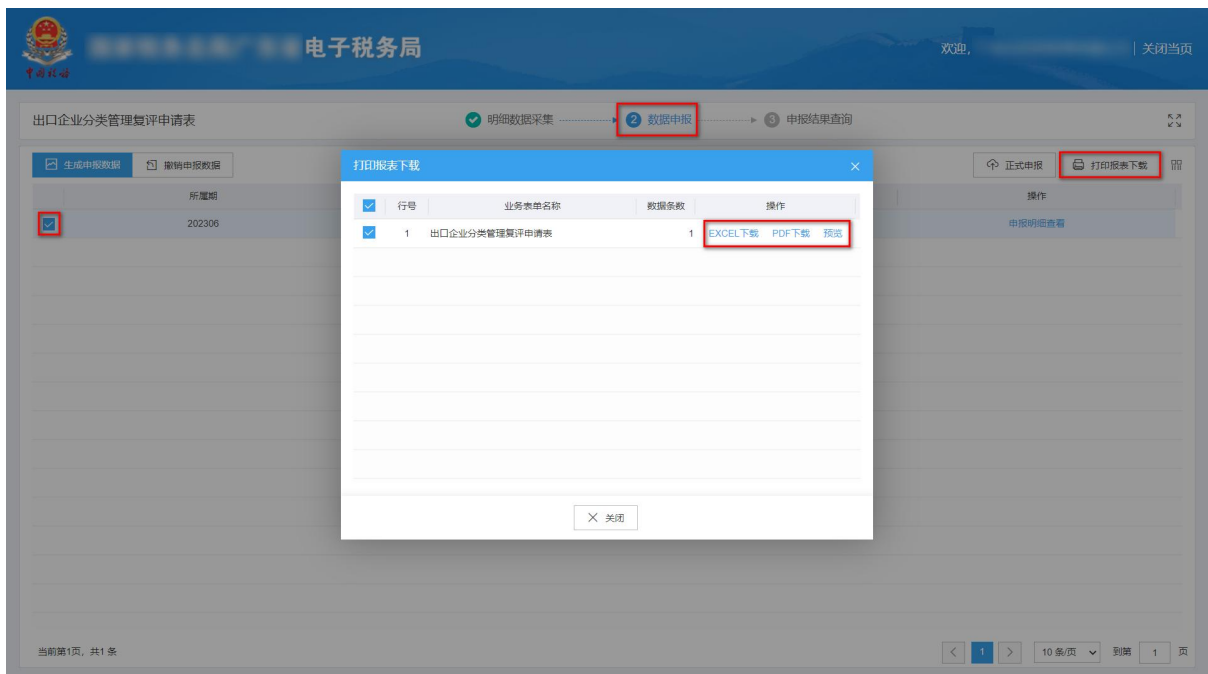 中国税务
电子税务局
欢迎,
关闭当页
出口企业分类管理复评申请表
明细数据采集
2 数据申报
3 申报结果查询
生成申报数据
撤销申报数据
正式申报
打印报表下载
所属期
操作
202306
申报明细查看
打印报表下载
行号 业务表单名称 数据条数 操作
1 出口企业分类管理复评申请表 1 EXCEL下载 PDF下载 预览
关闭
当前第1页, 共1 条
1 10 条/页 到第 1 页